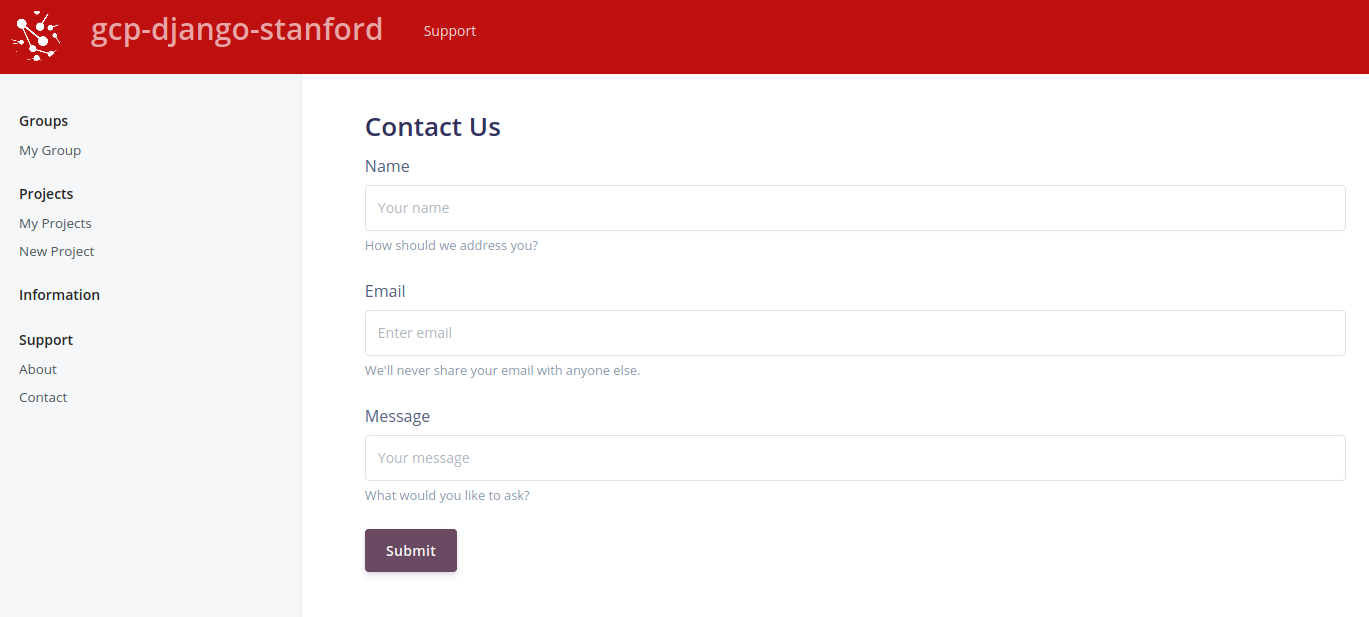 gcp-django-stanford
Support
Groups
My Group
Projects
My Projects
New Project
Information
Support
About
Contact
Contact Us
Name
Your name
How should we address you?
Email
Enter email
We'll never share your email with anyone else.
Message
Your message
What would you like to ask?
Submit